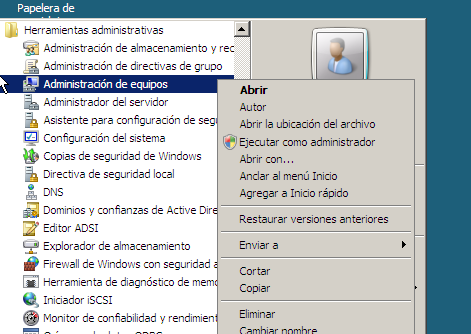 Papelera de
Herramientas administrativas
Administración de almacenamiento y rec
Administración de directivas de grupo
Administración de equipos
Administrador del servidor
Asistente para configuración de seg
Configuración del sistema
Copias de seguridad de Windows
Directiva de seguridad local
DNS
Dominios y confianzas de Active Dire
Editor ADSI
Explorador de almacenamiento
Firewall de Windows con seguridad a
Herramienta de diagnóstico de memo
Iniciador iSCSI
Monitor de confiabilidad y rendimient
Abrir
Autor
Abrir la ubicación del archivo
Ejecutar como administrador
Abrir con...
Anclar al menú Inicio
Agregar a Inicio rápido
Restaurar versiones anteriores
Enviar a
Cortar
Copiar
Eliminar
Cambiar nombre